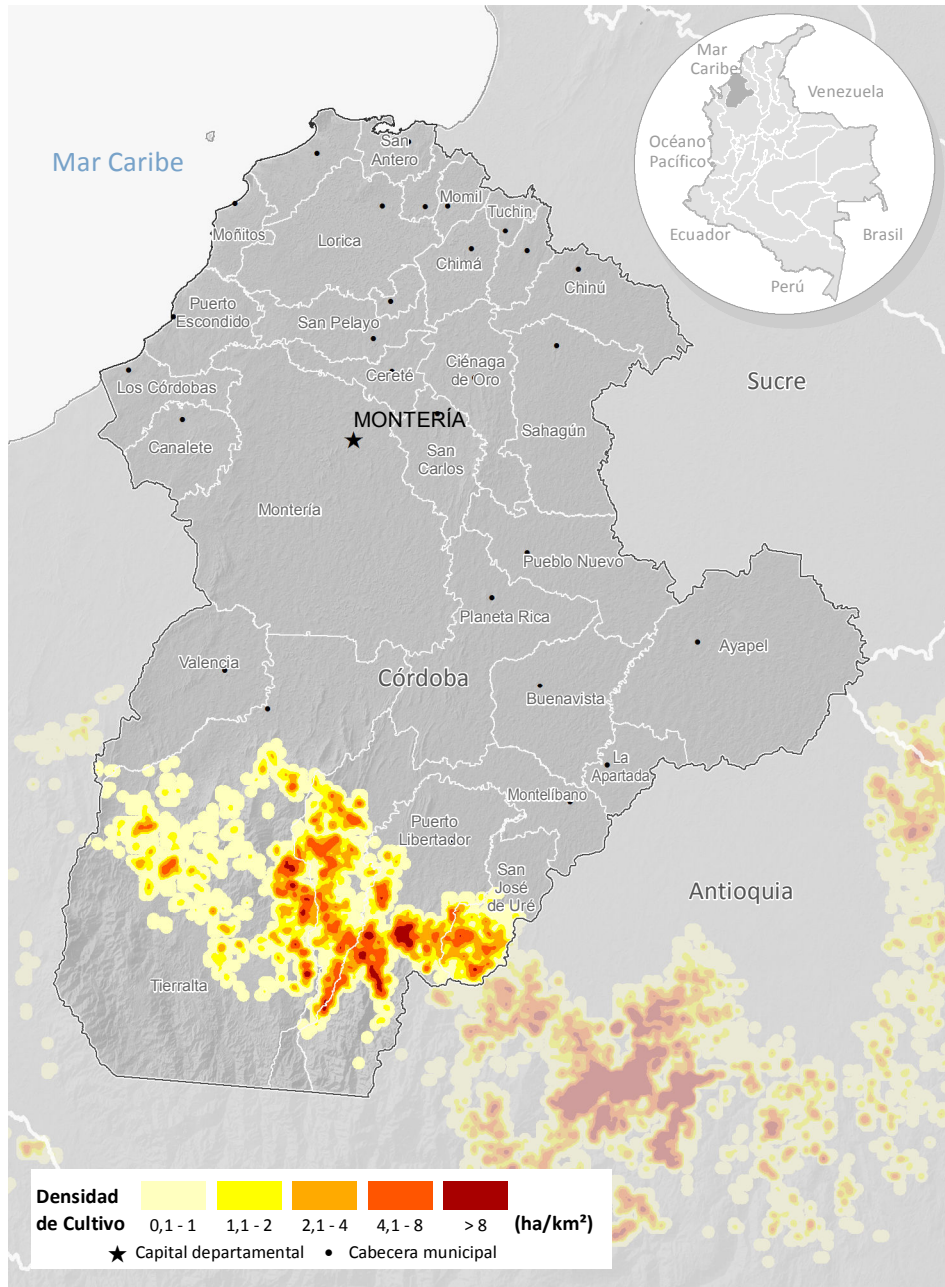 Mar
Caribe
Venezuela
Océano
Pacífico
Ecuador
Brasil
Perú
Mar Caribe
San
Antero
Momil
Tuchin
Moñitos
Lorica
Chimá
Chinú
Puerto
Escondido
San Pelayo
Ciénaga
de Oro
Cereté
Los Córdobas
Sucre
MONTERÍA
Canalete
San
Carlos
Sahagún
Montería
Pueblo Nuevo
Planeta Rica
Valencia
Córdoba
Ayapel
Buenavista
La
Apartada
Montelíbano
Puerto
Libertador
San
José
de Uré
Antioquia
Tierralta
Densidad
de Cultivo
0,1 - 1
1,1 - 2
2,1 - 4
4,1 - 8
> 8
(ha/km²)
Capital departamental
Cabecera municipal